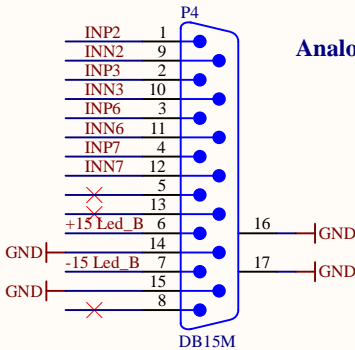 P4
Analo
INP2 1
INN2 9
INP3 2
INN3 10
INP6 3
INN6 11
INP7 4
INN7 12
5
13
+15 Led_B 6
16 GND
GND 14
-15 Led_B 7
17 GND
GND 15
8
DB15M